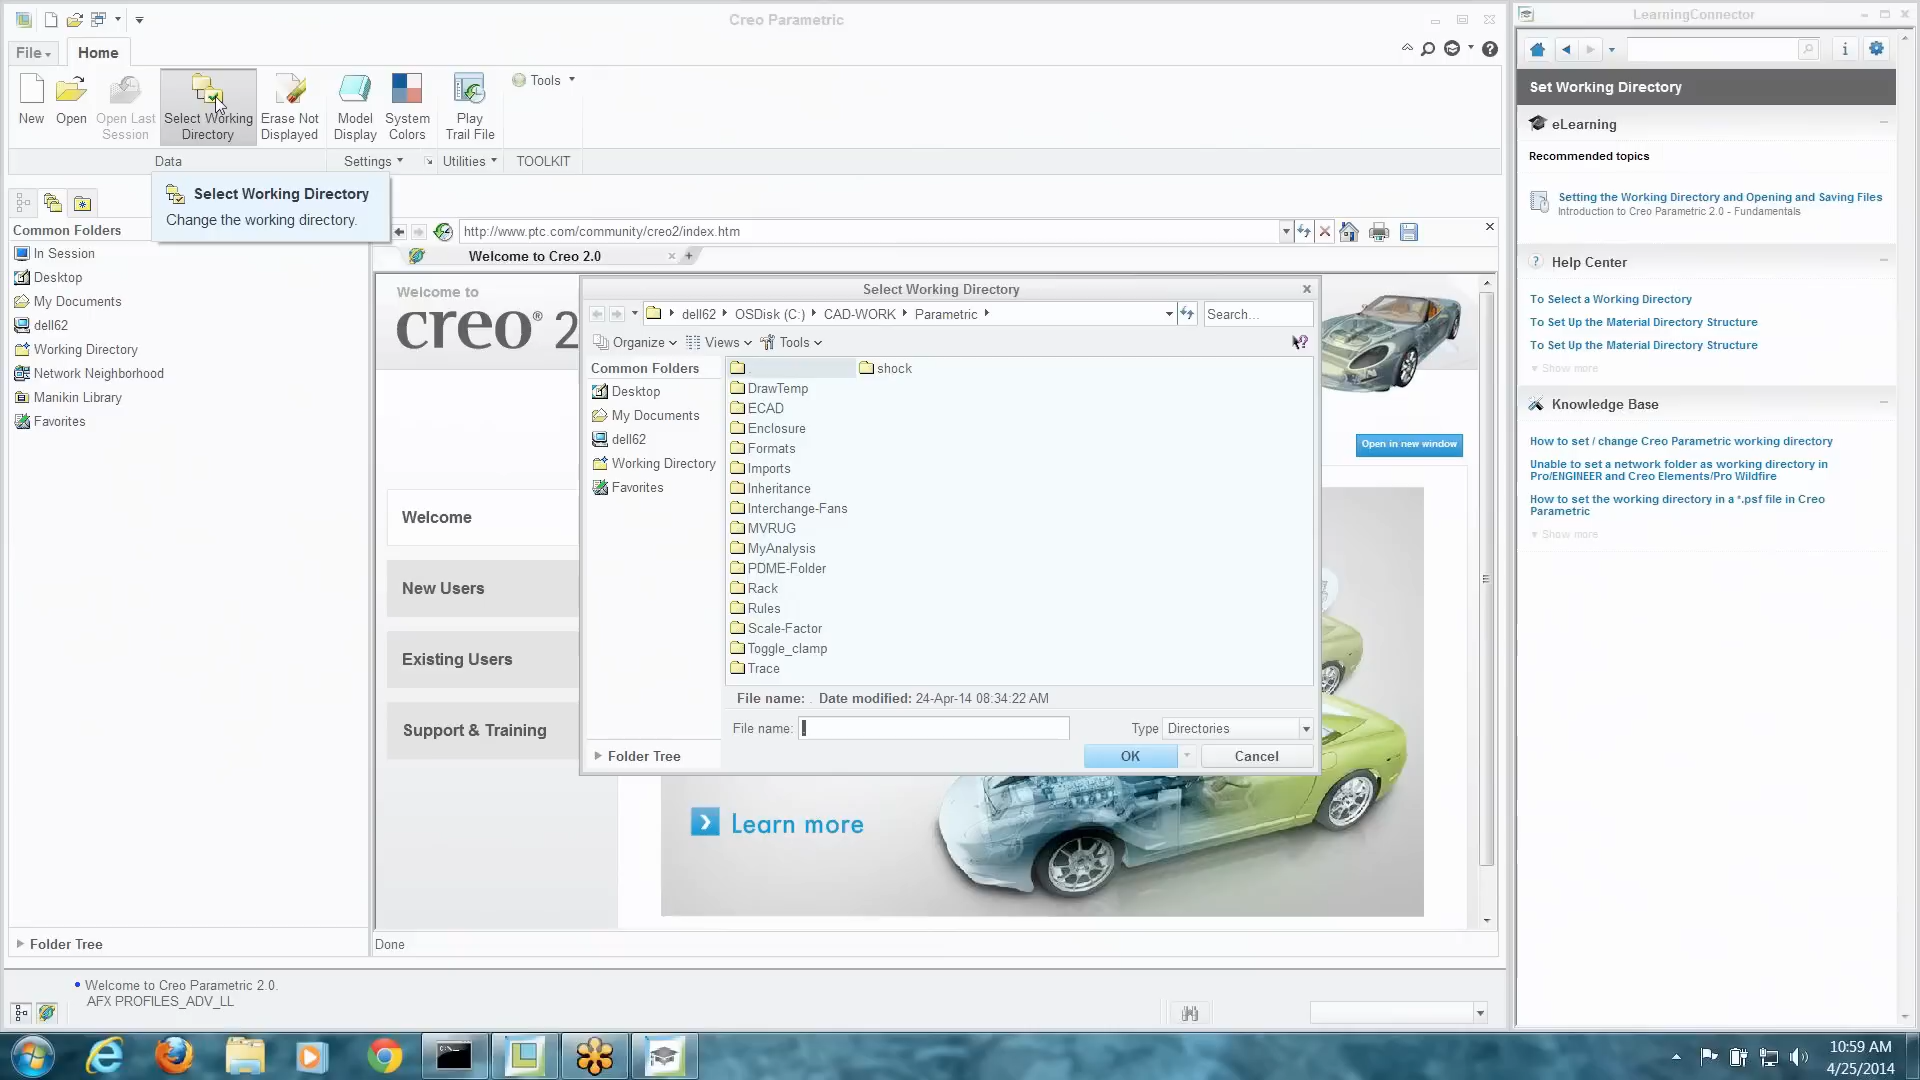 Creo Parametric
File
Home
New
Open
Open Last
Session
Select Working
Directory
Erase Not
Displayed
Model
Display
System
Colors
Play
Trail File
Tools
Data
Settings
Utilities
TOOLKIT
Select Working Directory
Change the working directory.
Common Folders
In Session
Desktop
My Documents
dell62
Working Directory
Network Neighborhood
Manikin Library
Favorites
Folder Tree
http://www.ptc.com/community/creo2/index.htm
Welcome to Creo 2.0
Welcome to
creo® 2
Welcome
New Users
Existing Users
Support & Training
Open in new window
Learn more
Done
Select Working Directory
dell62
OSDisk (C:)
CAD-WORK
Parametric
Search...
Organize
Views
Tools
Common Folders
Desktop
My Documents
dell62
Working Directory
Favorites
Folder Tree
.
DrawTemp
ECAD
Enclosure
Formats
Imports
Inheritance
Interchange-Fans
MVRUG
MyAnalysis
PDME-Folder
Rack
Rules
Scale-Factor
Toggle_clamp
Trace
shock
File name: . Date modified: 24-Apr-14 08:34:22 AM
File name:
Type
Directories
OK
Cancel
Welcome to Creo Parametric 2.0.
AFX PROFILES_ADV_LL
LearningConnector
Set Working Directory
eLearning
Recommended topics
Setting the Working Directory and Opening and Saving Files
Introduction to Creo Parametric 2.0 - Fundamentals
Help Center
To Select a Working Directory
To Set Up the Material Directory Structure
To Set Up the Material Directory Structure
Show more
Knowledge Base
How to set / change Creo Parametric working directory
Unable to set a network folder as working directory in
Pro/ENGINEER and Creo Elements/Pro Wildfire
How to set the working directory in a *.psf file in Creo
Parametric
Show more
10:59 AM
4/25/2014